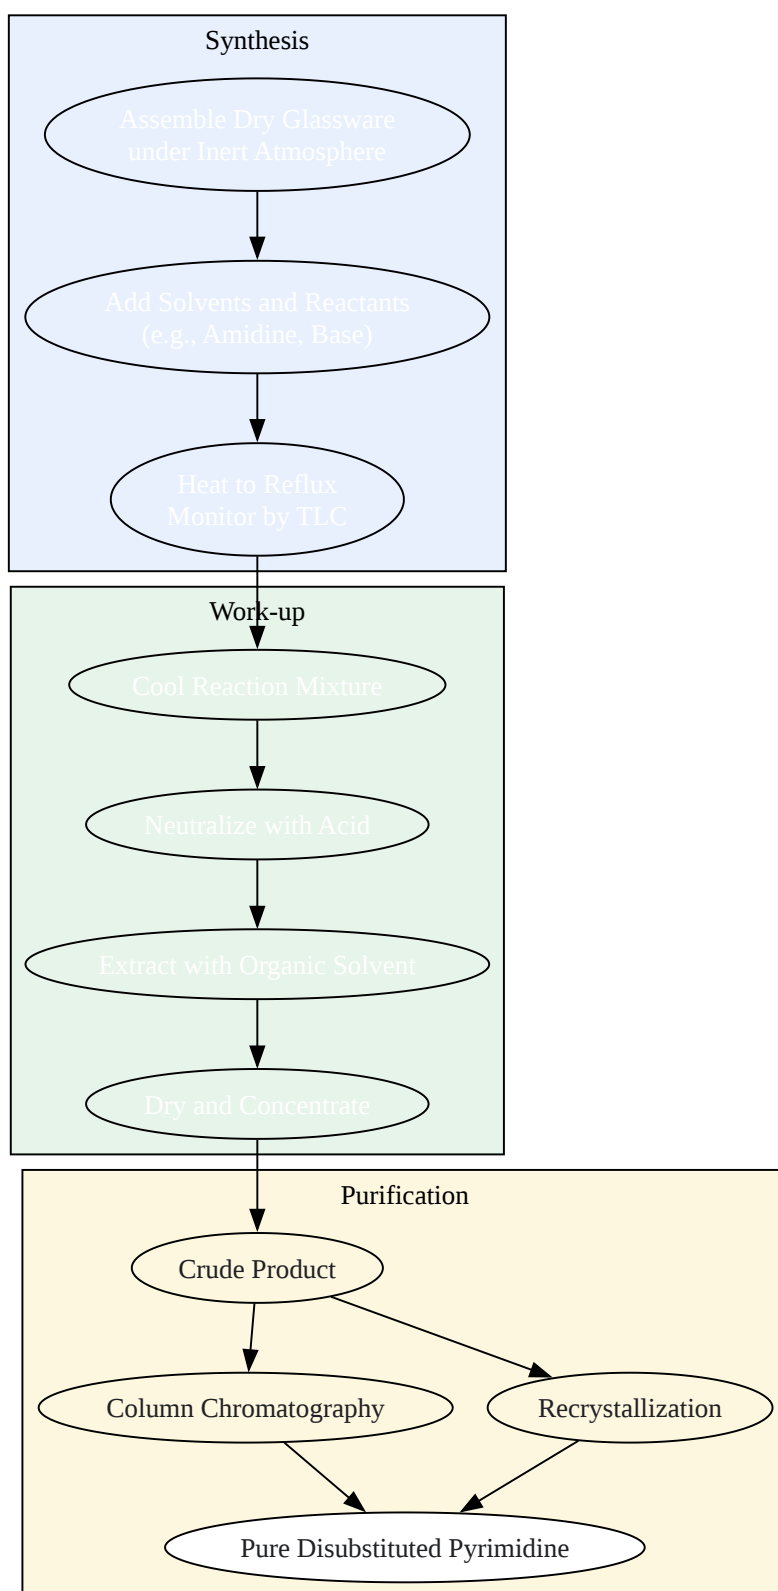 Synthesis
Assemble Dry Glassware
under Inert Atmosphere
Add Solvents and Reactants
(e.g., Amidine, Base)
Heat to Reflux
Monitor by TLC
Work-up
Cool Reaction Mixture
Neutralize with Acid
Extract with Organic Solvent
Dry and Concentrate
Purification
Crude Product
Column Chromatography
Recrystallization
Pure Disubstituted Pyrimidine